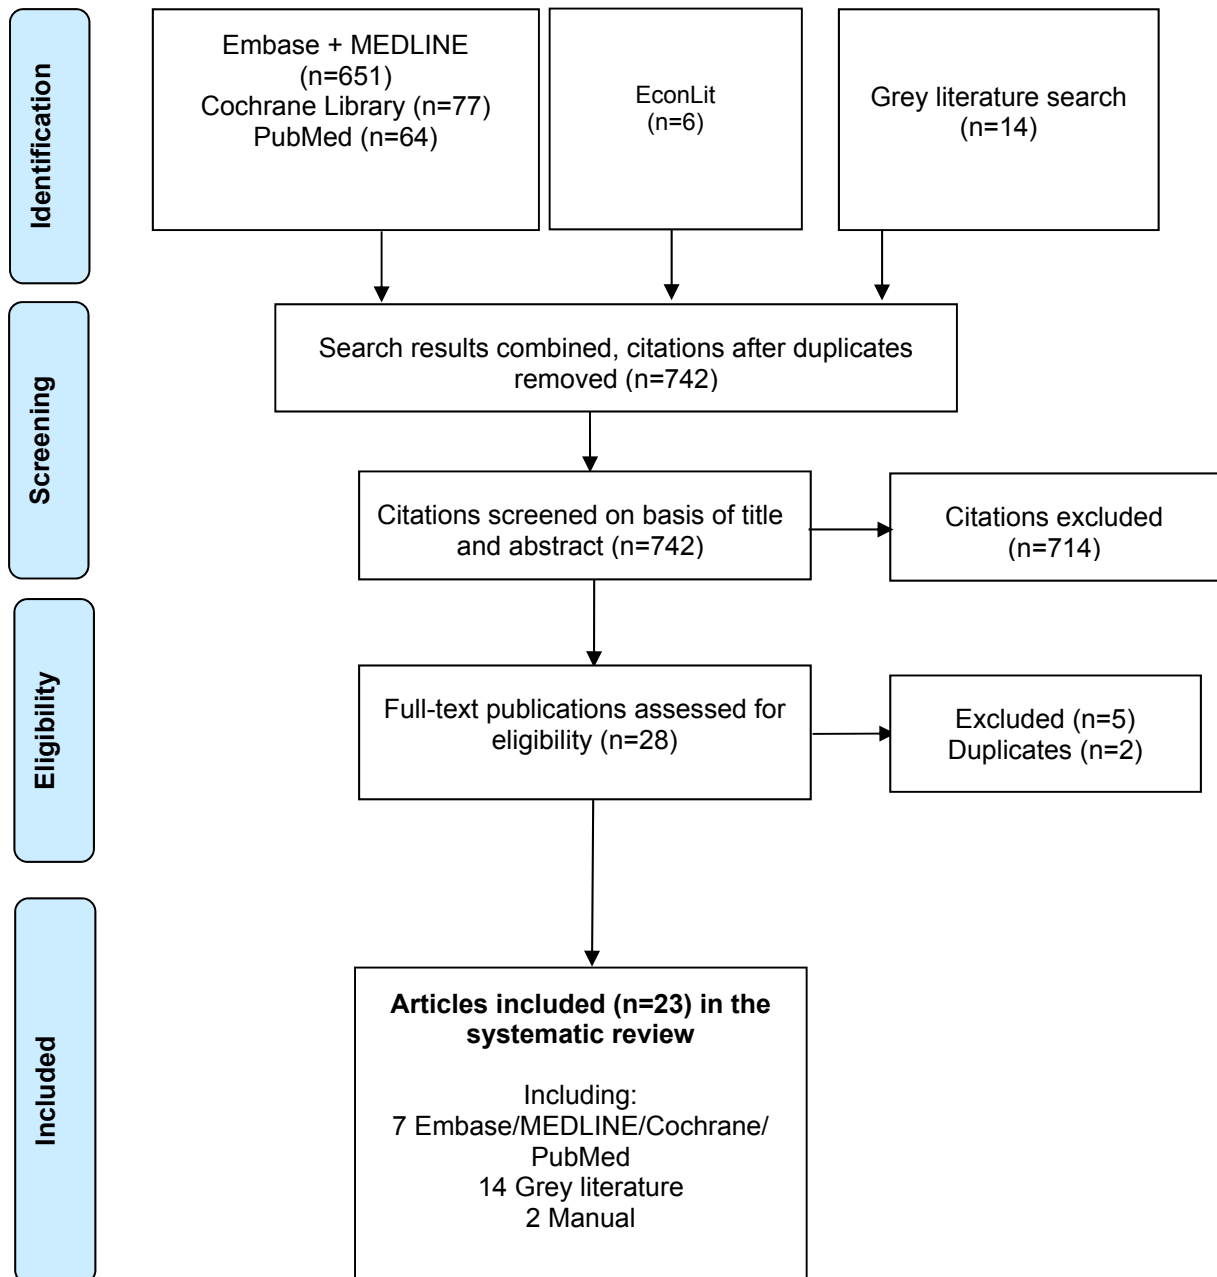 Identification
Embase + MEDLINE
(n=651)
Cochrane Library (n=77)
PubMed (n=64)
EconLit
(n=6)
Grey literature search
(n=14)
Screening
Search results combined, citations after duplicates
removed (n=742)
Citations screened on basis of title
and abstract (n=742)
Citations excluded
(n=714)
Eligibility
Full-text publications assessed for
eligibility (n=28)
Excluded (n=5)
Duplicates (n=2)
Included
Articles included (n=23) in the
systematic review
Including:
7 Embase/MEDLINE/Cochrane/
PubMed
14 Grey literature
2 Manual